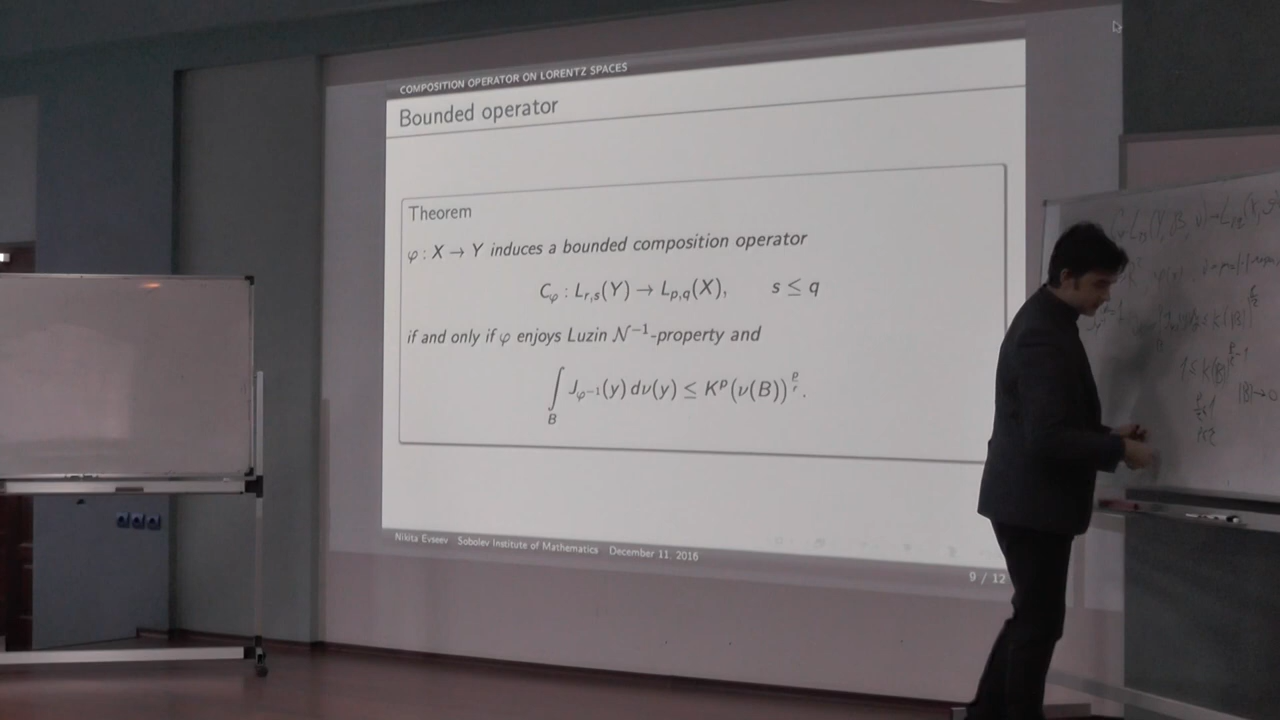 COMPOSITION OPERATOR ON LORENTZ SPACES
Bounded operator
Theorem
φ : X → Y induces a bounded composition operator
C_φ : L_{r,s}(Y) → L_{p,q}(X), s ≤ q
if and only if φ enjoys Luzin 𝒩^{-1}-property and
∫_B J_{φ^{-1}}(y) dν(y) ≤ K^p(ν(B))^{p/r}.
Nikita Evseev Sobolev Institute of Mathematics December 11, 2016
9 / 12
|B|→0